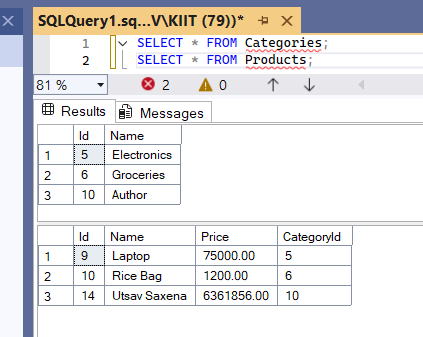 SQLQuery1.sq...V\KIIT (79))*
1 SELECT * FROM Categories;
2 SELECT * FROM Products;
81 % 2 0
Results Messages
Id Name
1 5 Electronics
2 6 Groceries
3 10 Author
Id Name Price CategoryId
1 9 Laptop 75000.00 5
2 10 Rice Bag 1200.00 6
3 14 Utsav Saxena 6361856.00 10